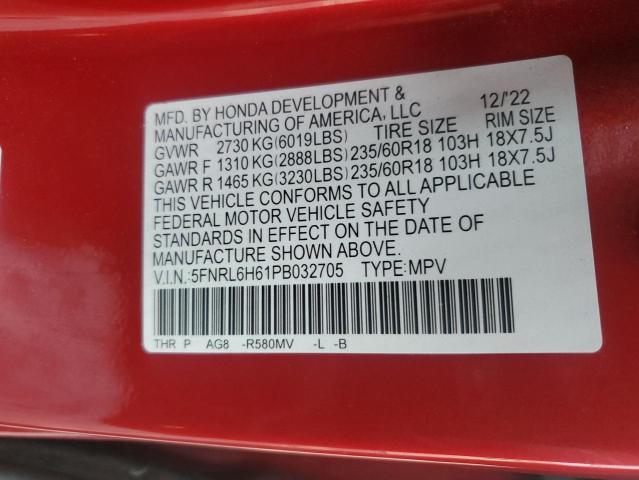 MFD. BY HONDA DEVELOPMENT & 12/'22
MANUFACTURING OF AMERICA, LLC
GVWR 2730 KG (6019LBS) TIRE SIZE RIM SIZE
GAWR F 1310 KG (2888LBS) 235/60R18 103H 18X7.5J
GAWR R 1465 KG (3230LBS) 235/60R18 103H 18X7.5J
THIS VEHICLE CONFORMS TO ALL APPLICABLE
FEDERAL MOTOR VEHICLE SAFETY
STANDARDS IN EFFECT ON THE DATE OF
MANUFACTURE SHOWN ABOVE.
V.I.N.:5FNRL6H61PB032705 TYPE:MPV
THR P AG8 -R580MV -L -B